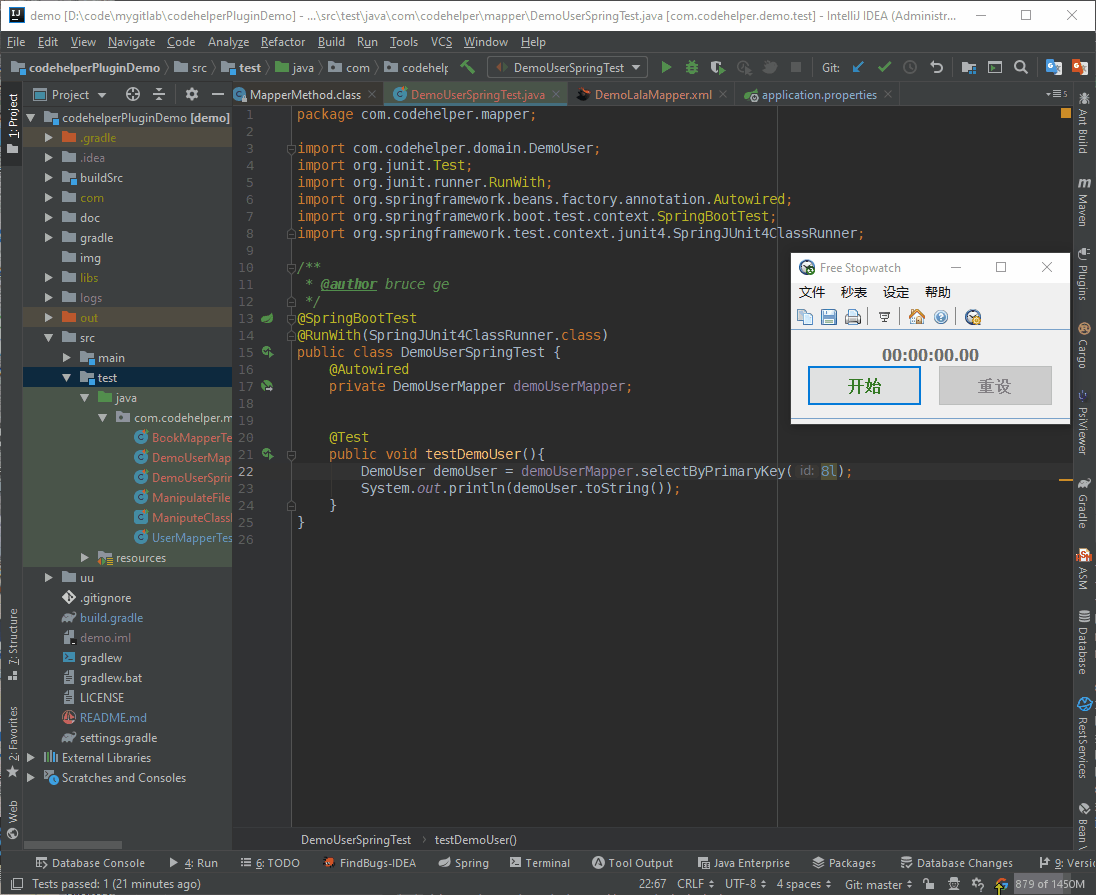 demo [D:\code\mygitlab\codehelperPluginDemo] - ...\src\test\java\com\codehelper\mapper\DemoUserSpringTest.java [com.codehelper.demo.test] - IntelliJ IDEA (Administr...
File Edit View Navigate Code Analyze Refactor Build Run Tools VCS Window Help
codehelperPluginDemo src test java com codehelp DemoUserSpringTest Git:
Project MapperMethod.class DemoUserSpringTest.java DemoLalaMapper.xml application.properties 5
1: Project
7: Structure
2: Favorites
Web
codehelperPluginDemo [demo]
.gradle
.idea
buildSrc
com
doc
gradle
img
libs
logs
out
src
main
test
java
com.codehelper.m
BookMapperTe
DemoUserMap
DemoUserSprin
ManipulateFile
ManiputeClassF
UserMapperTes
resources
uu
.gitignore
build.gradle
demo.iml
gradlew
gradlew.bat
LICENSE
README.md
settings.gradle
External Libraries
Scratches and Consoles
1 package com.codehelper.mapper;
2
3 import com.codehelper.domain.DemoUser;
4 import org.junit.Test;
5 import org.junit.runner.RunWith;
6 import org.springframework.beans.factory.annotation.Autowired;
7 import org.springframework.boot.test.context.SpringBootTest;
8 import org.springframework.test.context.junit4.SpringJUnit4ClassRunner;
9
10 /**
11 * @author bruce ge
12 */
13 @SpringBootTest
14 @RunWith(SpringJUnit4ClassRunner.class)
15 public class DemoUserSpringTest {
16 @Autowired
17 private DemoUserMapper demoUserMapper;
18
19
20 @Test
21 public void testDemoUser(){
22 DemoUser demoUser = demoUserMapper.selectByPrimaryKey( id: 8l);
23 System.out.println(demoUser.toString());
24 }
25 }
26
Free Stopwatch
文件 秒表 设定 帮助
00:00:00.00
开始 重设
Ant Build
Maven
Plugins
Cargo
PsiViewer
Gradle
ASM
Database
RestServices
Bean V
DemoUserSpringTest testDemoUser()
Database Console 4: Run 6: TODO FindBugs-IDEA Spring Terminal Tool Output Java Enterprise Packages Database Changes 9: Versio
Tests passed: 1 (21 minutes ago) 22:67 CRLF UTF-8 4 spaces Git: master 879 of 1450M